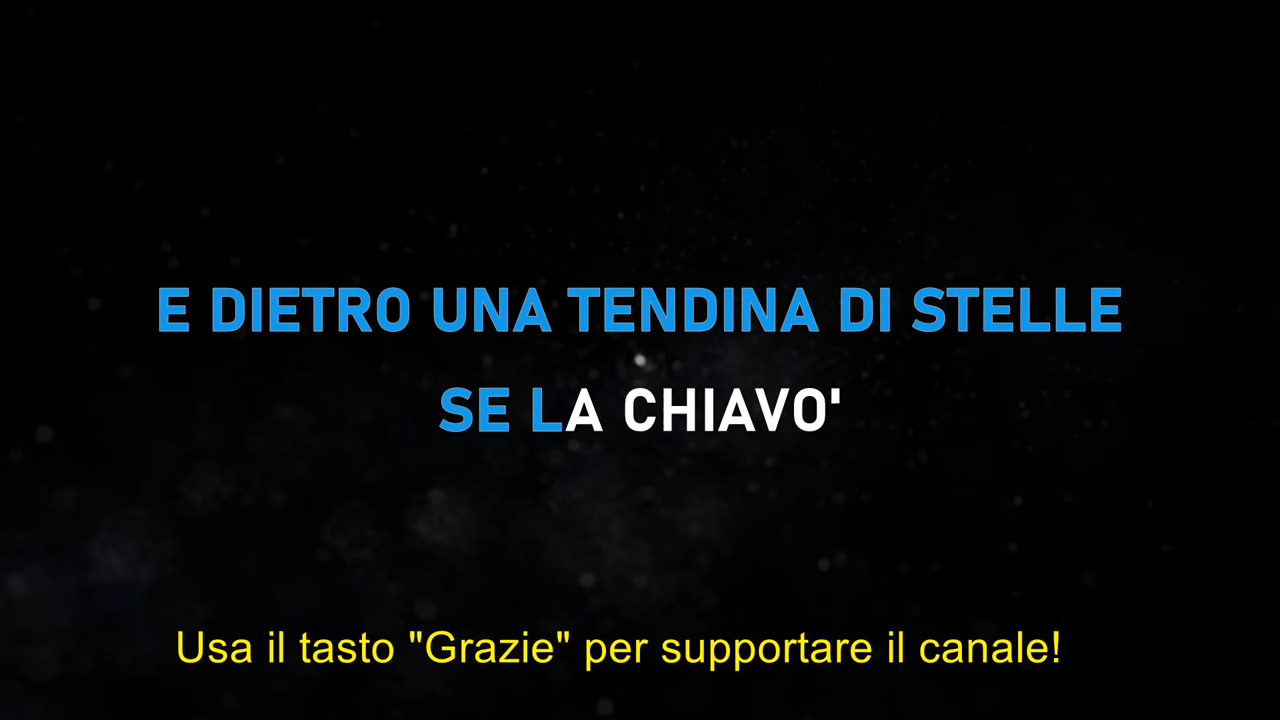 E DIETRO UNA TENDINA DI STELLE
SE LA CHIAVO'
Usa il tasto "Grazie" per supportare il canale!